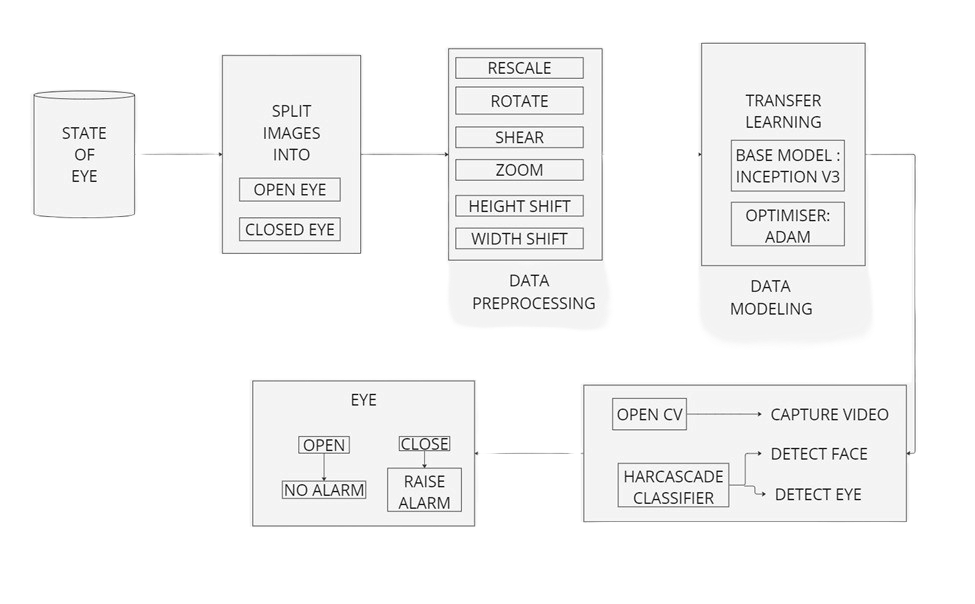 STATE
OF
EYE
SPLIT
IMAGES
INTO
OPEN EYE
CLOSED EYE
RESCALE
ROTATE
SHEAR
ZOOM
HEIGHT SHIFT
WIDTH SHIFT
DATA
PREPROCESSING
TRANSFER
LEARNING
BASE MODEL :
INCEPTION V3
OPTIMISER:
ADAM
DATA
MODELING
OPEN CV
CAPTURE VIDEO
HARCASCADE
CLASSIFIER
DETECT FACE
DETECT EYE
EYE
OPEN
NO ALARM
CLOSE
RAISE
ALARM